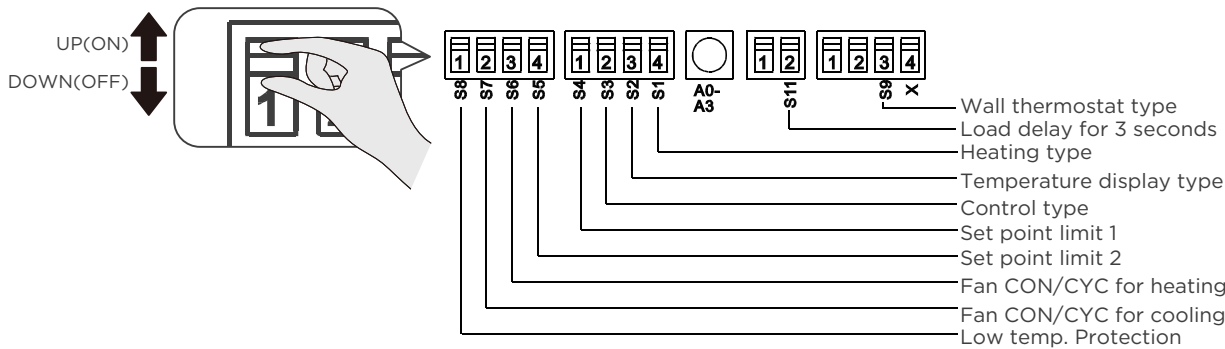 UP(ON)
DOWN(OFF)
1
1 2 3 4
1 2 3 4
1 2
1 2 3 4
S8 S7 S6 S5
S4 S3 S2 S1
A0-
A3
S11
S9 X
Wall thermostat type
Load delay for 3 seconds
Heating type
Temperature display type
Control type
Set point limit 1
Set point limit 2
Fan CON/CYC for heating
Fan CON/CYC for cooling
Low temp. Protection